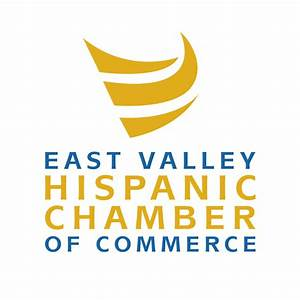 EAST VALLEY
HISPANIC
CHAMBER
OF COMMERCE